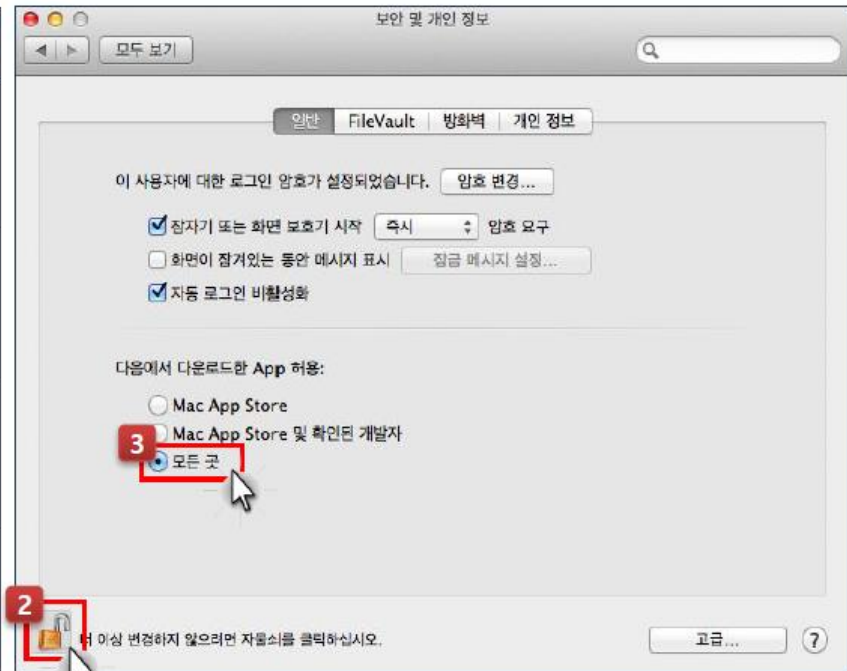 보안 및 개인 정보
모두 보기
일반 FileVault 방화벽 개인 정보
이 사용자에 대한 로그인 암호가 설정되었습니다. 암호 변경...
잠자기 또는 화면 보호기 시작 즉시 암호 요구
화면이 잠겨있는 동안 메시지 표시 잠금 메시지 설정...
자동 로그인 비활성화
다음에서 다운로드한 App 허용:
Mac App Store
Mac App Store 및 확인된 개발자
3
모든 곳
2
더 이상 변경하지 않으려면 자물쇠를 클릭하십시오. 고급... ?